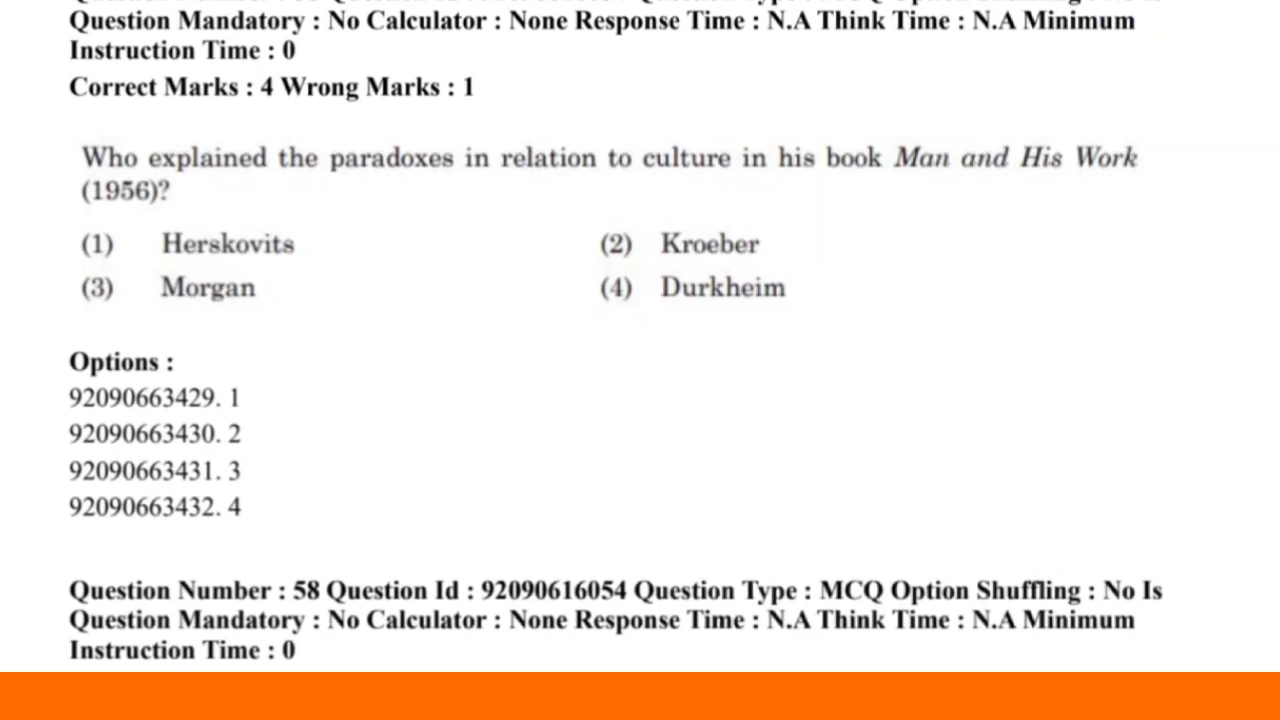 Question Mandatory : No Calculator : None Response Time : N.A Think Time : N.A Minimum
Instruction Time : 0
Correct Marks : 4 Wrong Marks : 1
Who explained the paradoxes in relation to culture in his book Man and His Work
(1956)?
(1) Herskovits (2) Kroeber
(3) Morgan (4) Durkheim
Options :
92090663429. 1
92090663430. 2
92090663431. 3
92090663432. 4
Question Number : 58 Question Id : 92090616054 Question Type : MCQ Option Shuffling : No Is
Question Mandatory : No Calculator : None Response Time : N.A Think Time : N.A Minimum
Instruction Time : 0